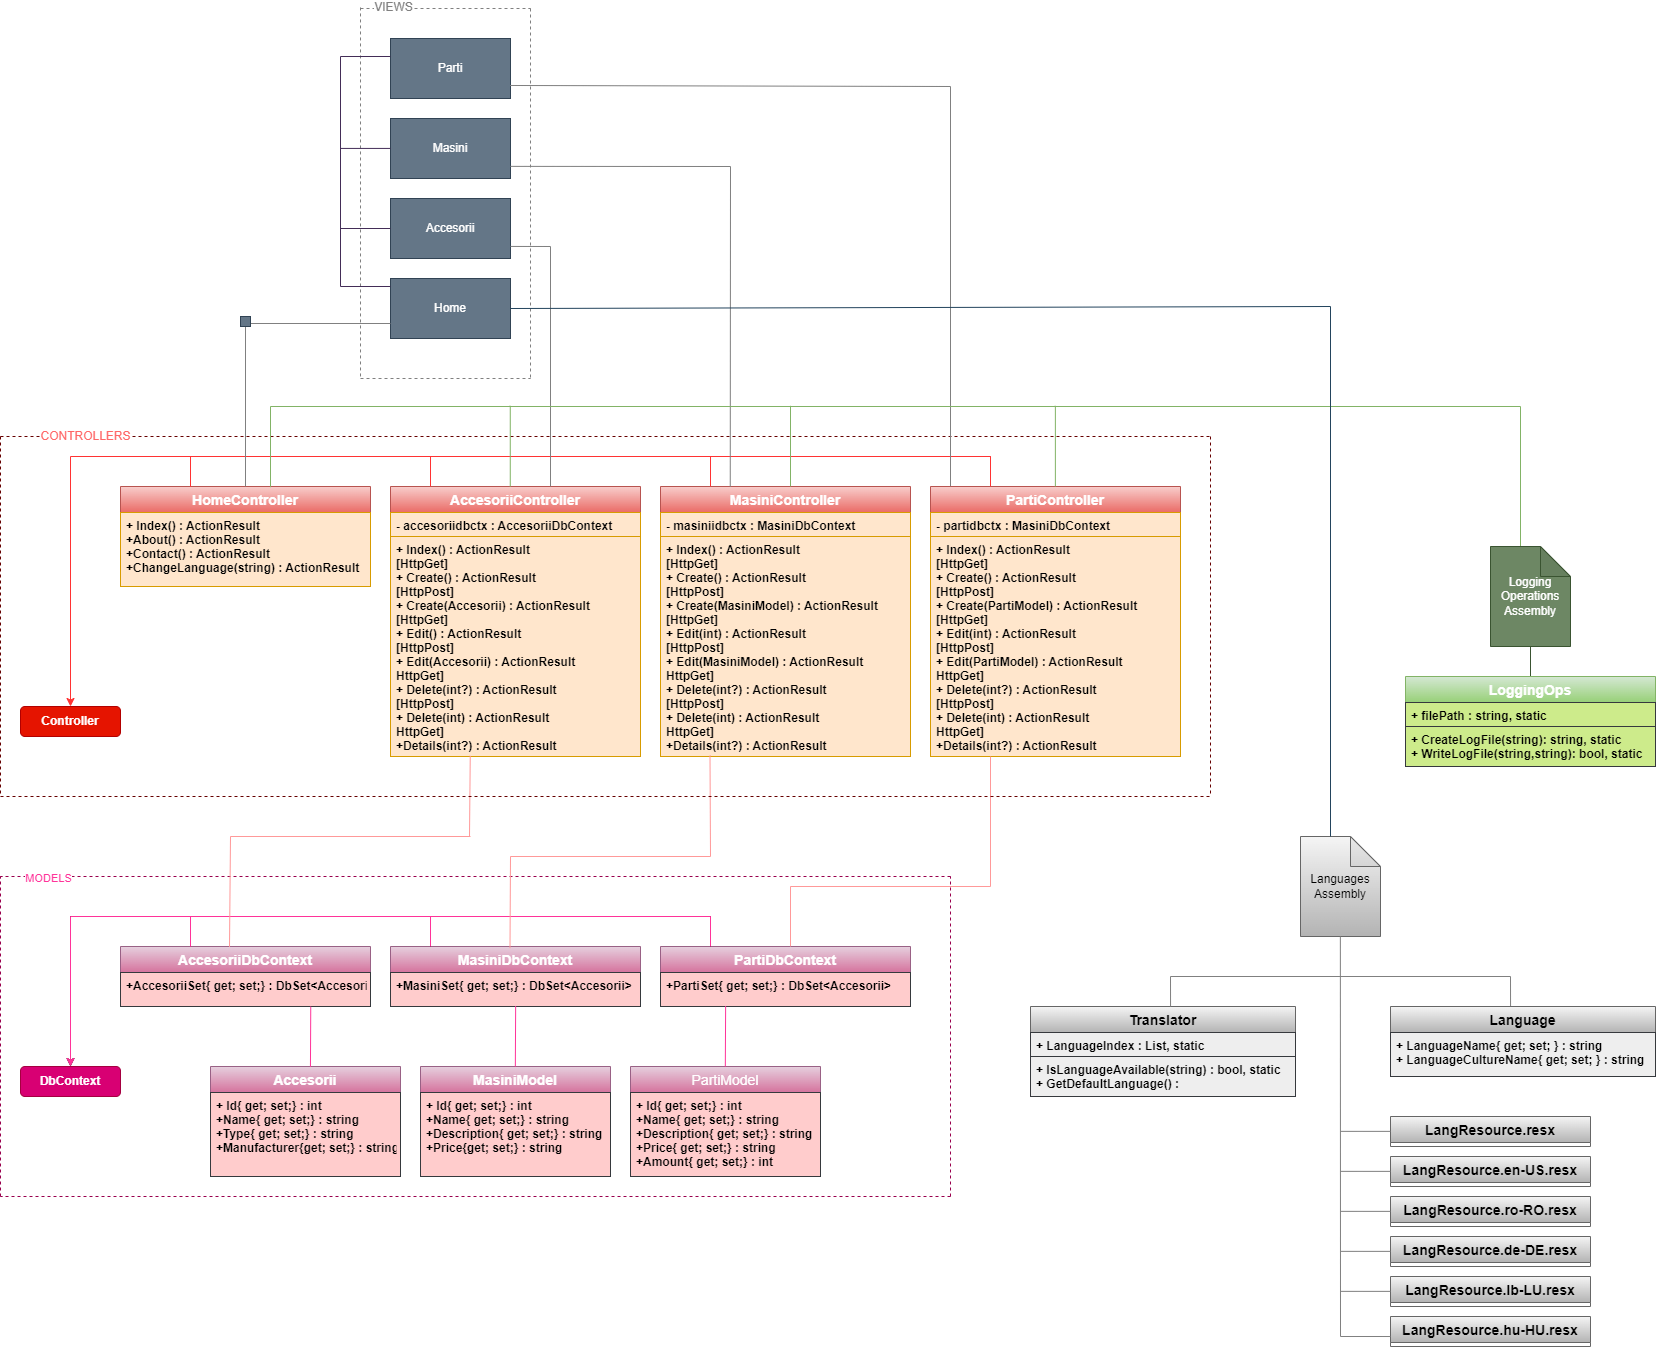 VIEWS
Parti
Masini
Accesorii
Home
CONTROLLERS
HomeController
+ Index() : ActionResult
+About() : ActionResult
+Contact() : ActionResult
+ChangeLanguage(string) : ActionResult
AccesoriiController
- accesoriidbctx : AccesoriiDbContext
+ Index() : ActionResult
[HttpGet]
+ Create() : ActionResult
[HttpPost]
+ Create(Accesorii) : ActionResult
[HttpGet]
+ Edit() : ActionResult
[HttpPost]
+ Edit(Accesorii) : ActionResult
HttpGet]
+ Delete(int?) : ActionResult
[HttpPost]
+ Delete(int) : ActionResult
HttpGet]
+Details(int?) : ActionResult
MasiniController
- masiniidbctx : MasiniDbContext
+ Index() : ActionResult
[HttpGet]
+ Create() : ActionResult
[HttpPost]
+ Create(MasiniModel) : ActionResult
[HttpGet]
+ Edit(int) : ActionResult
[HttpPost]
+ Edit(MasiniModel) : ActionResult
HttpGet]
+ Delete(int?) : ActionResult
[HttpPost]
+ Delete(int) : ActionResult
HttpGet]
+Details(int?) : ActionResult
PartiController
- partidbctx : MasiniDbContext
+ Index() : ActionResult
[HttpGet]
+ Create() : ActionResult
[HttpPost]
+ Create(PartiModel) : ActionResult
[HttpGet]
+ Edit(int) : ActionResult
[HttpPost]
+ Edit(PartiModel) : ActionResult
HttpGet]
+ Delete(int?) : ActionResult
[HttpPost]
+ Delete(int) : ActionResult
HttpGet]
+Details(int?) : ActionResult
Controller
Logging
Operations
Assembly
LoggingOps
+ filePath : string, static
+ CreateLogFile(string): string, static
+ WriteLogFile(string,string): bool, static
MODELS
AccesoriiDbContext
+AccesoriiSet{ get; set;} : DbSet<Accesori
MasiniDbContext
+MasiniSet{ get; set;} : DbSet<Accesorii>
PartiDbContext
+PartiSet{ get; set;} : DbSet<Accesorii>
DbContext
Accesorii
+ Id{ get; set;} : int
+Name{ get; set;} : string
+Type{ get; set;} : string
+Manufacturer{get; set;} : string
MasiniModel
+ Id{ get; set;} : int
+Name{ get; set;} : string
+Description{ get; set;} : string
+Price{get; set;} : string
PartiModel
+ Id{ get; set;} : int
+Name{ get; set;} : string
+Description{ get; set;} : string
+Price{ get; set;} : string
+Amount{ get; set;} : int
Languages
Assembly
Translator
+ LanguageIndex : List, static
+ IsLanguageAvailable(string) : bool, static
+ GetDefaultLanguage() :
Language
+ LanguageName{ get; set; } : string
+ LanguageCultureName{ get; set; } : string
LangResource.resx
LangResource.en-US.resx
LangResource.ro-RO.resx
LangResource.de-DE.resx
LangResource.lb-LU.resx
LangResource.hu-HU.resx